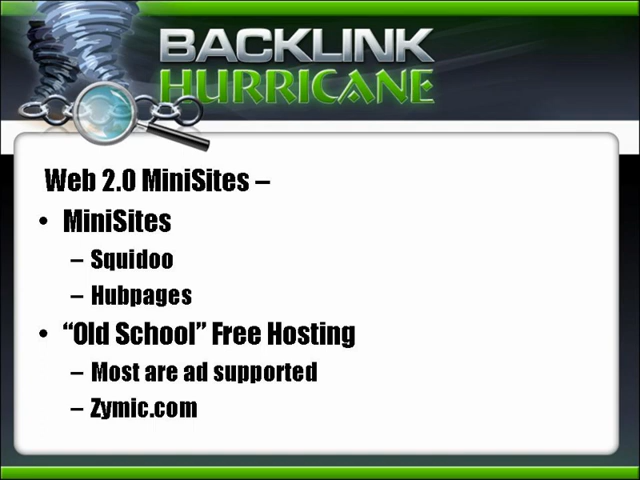 BACKLINK
HURRICANE
Web 2.0 MiniSites –
• MiniSites
– Squidoo
– Hubpages
• “Old School” Free Hosting
– Most are ad supported
– Zymic.com